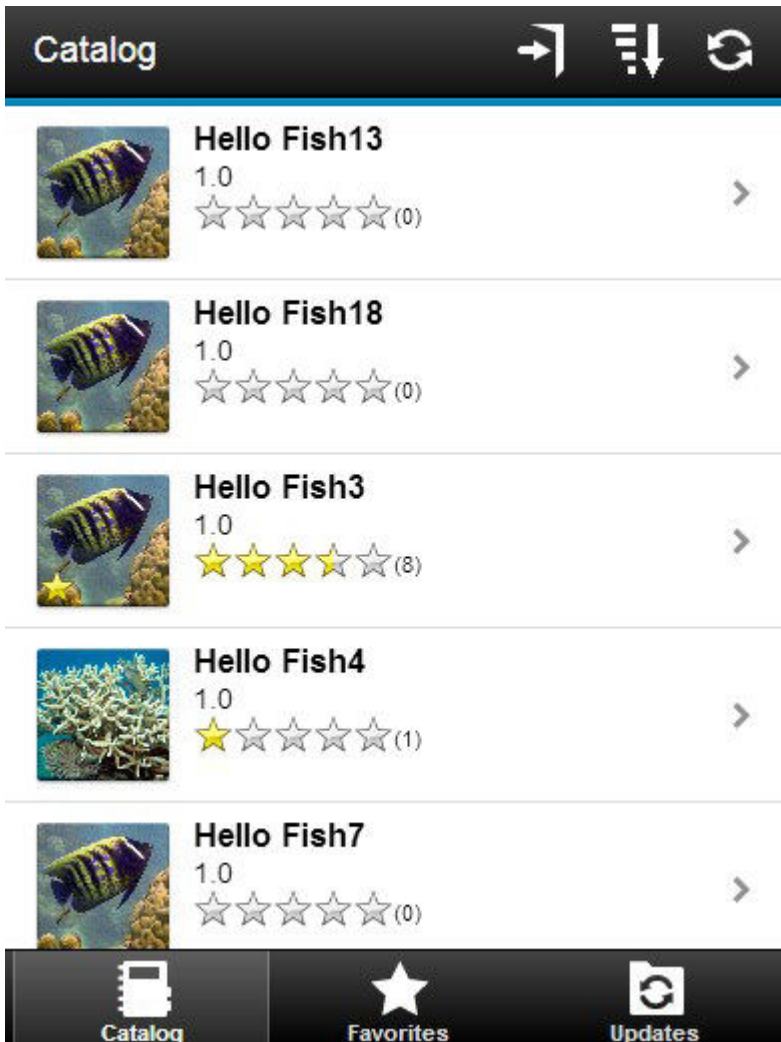 Catalog
Hello Fish13
1.0
(0)
Hello Fish18
1.0
(0)
Hello Fish3
1.0
(8)
Hello Fish4
1.0
(1)
Hello Fish7
1.0
(0)
Catalog Favorites Updates